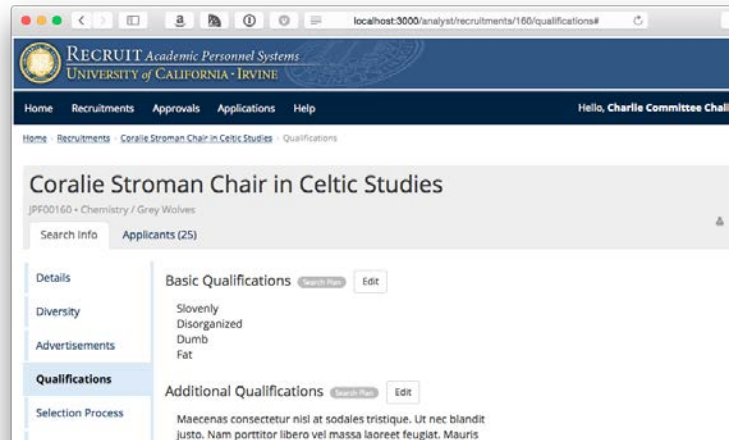 localhost:3000/analyst/recruitments/160/qualifications#
RECRUIT Academic Personnel Systems
UNIVERSITY of CALIFORNIA · IRVINE
Home Recruitments Approvals Applications Help Hello, Charlie Committee Chai
Home · Recruitments · Coralie Stroman Chair in Celtic Studies · Qualifications
Coralie Stroman Chair in Celtic Studies
JPF00160 • Chemistry / Grey Wolves
Search Info Applicants (25)
Details
Basic Qualifications Search Plan Edit
Slovenly
Disorganized
Dumb
Fat
Diversity
Advertisements
Qualifications
Additional Qualifications Search Plan Edit
Selection Process
Maecenas consectetur nisl at sodales tristique. Ut nec blandit
justo. Nam porttitor libero vel massa laoreet feugiat. Mauris